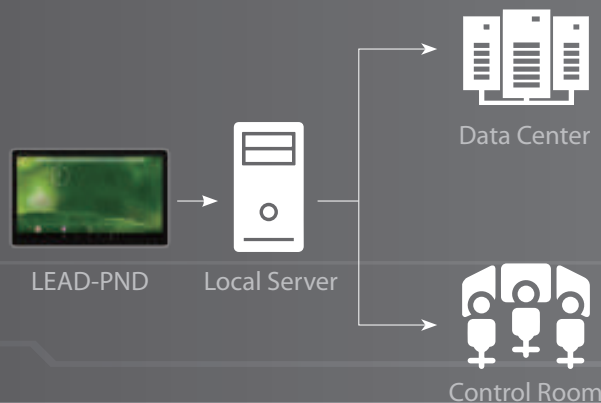 Data Center
LEAD-PND
Local Server
Control Room